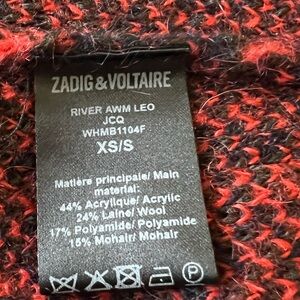 ZADIG & VOLTAIRE
RIVER AWM LEO
JCQ
WHMB1104F
XS/S
Matière principale/ Main
material:
44% Acrylique/ Acrylic
24% Laine/ Wool
17% Polyamide/ Polyamide
15% Mohair/ Mohair
P